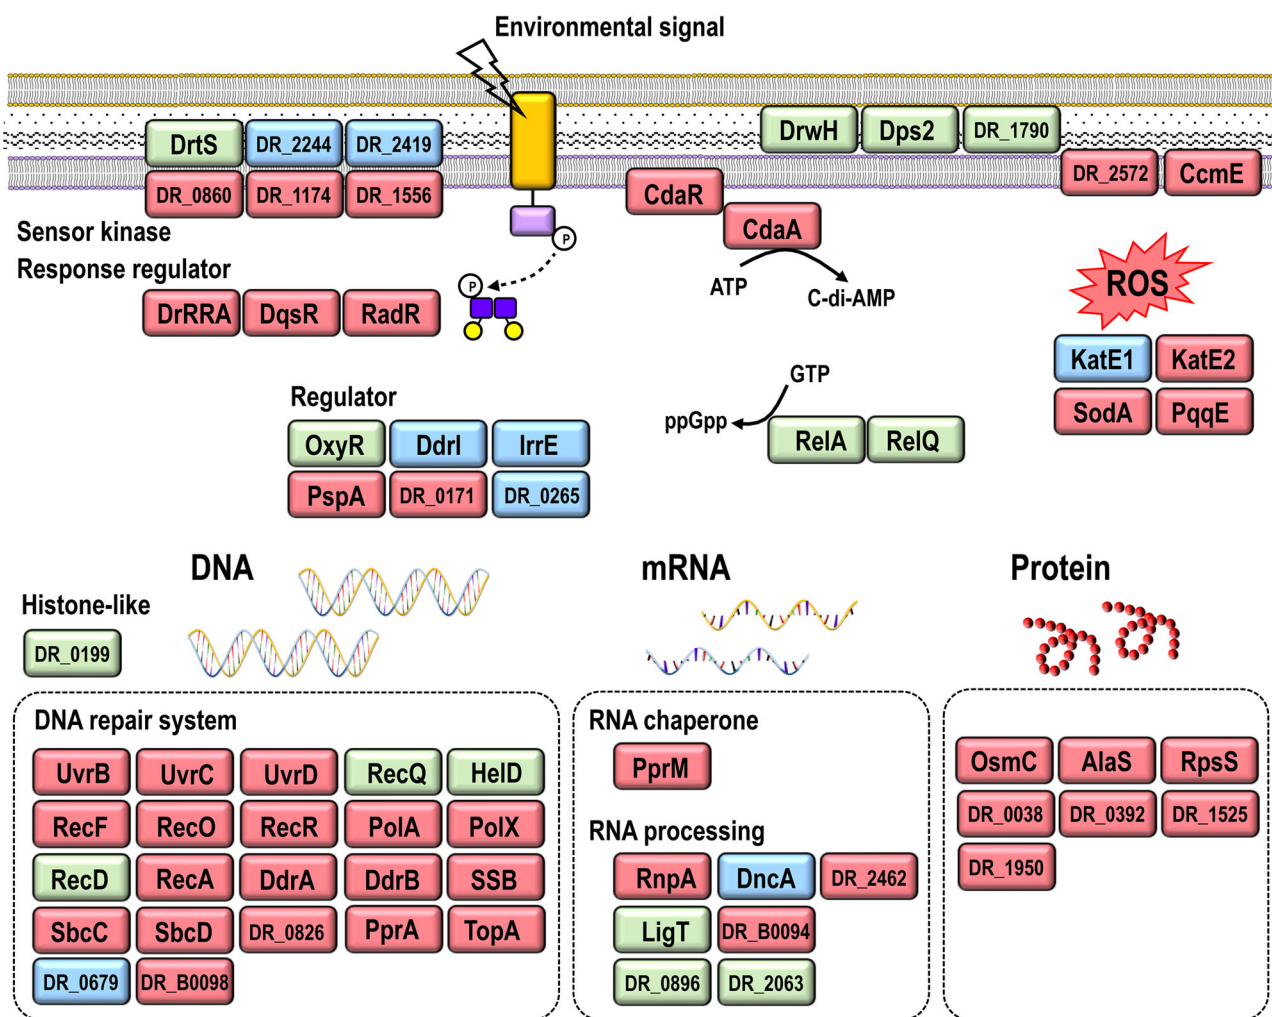 Environmental signal
DrtS DR_2244 DR_2419
DR_0860 DR_1174 DR_1556
DrwH Dps2 DR_1790
DR_2572 CcmE
CdaR
CdaA
Sensor kinase
P
Response regulator
P
ATP
C-di-AMP
ROS
DrRRA DqsR RadR
KatE1 KatE2
SodA PqqE
GTP
ppGpp
RelA RelQ
Regulator
OxyR DdrI IrrE
PspA DR_0171 DR_0265
DNA
mRNA
Protein
Histone-like
DR_0199
DNA repair system
UvrB UvrC UvrD RecQ HelD
RecF RecO RecR PolA PolX
RecD RecA DdrA DdrB SSB
SbcC SbcD DR_0826 PprA TopA
DR_0679 DR_B0098
RNA chaperone
PprM
RNA processing
RnpA DncA DR_2462
LigT DR_B0094
DR_0896 DR_2063
OsmC AlaS RpsS
DR_0038 DR_0392 DR_1525
DR_1950